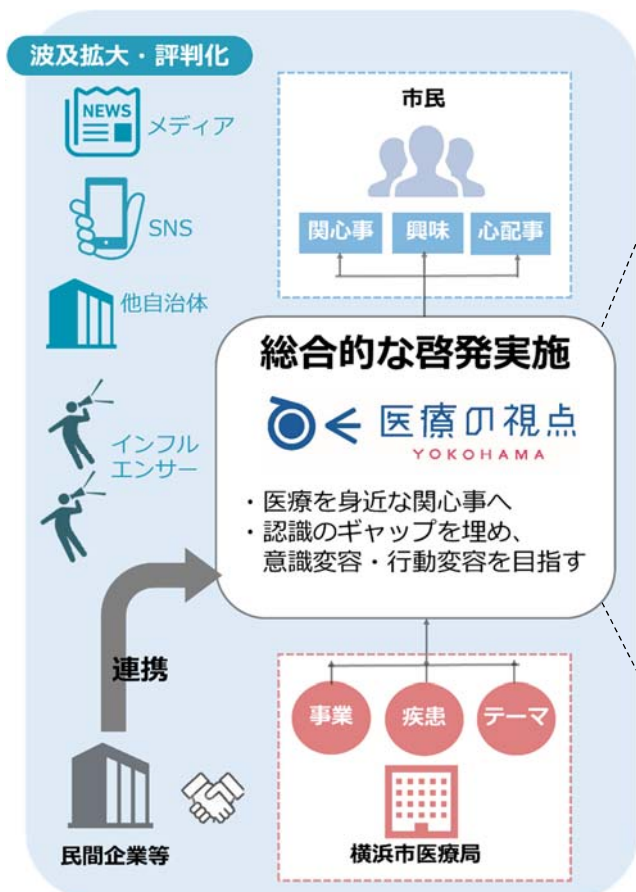 波及拡大・評判化
NEWS
メディア
SNS
他自治体
インフル
エンサー
市民
関心事
興味
心配事
総合的な啓発実施
医療の視点
YOKOHAMA
・医療を身近な関心事へ
・認識のギャップを埋め、
意識変容・行動変容を目指す
連携
民間企業等
事業
疾患
テーマ
横浜市医療局